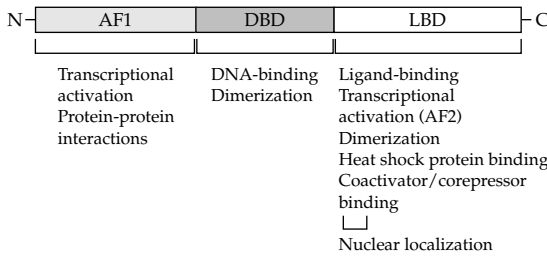 N AF1 DBD LBD C
Transcriptional
activation
Protein-protein
interactions
DNA-binding
Dimerization
Ligand-binding
Transcriptional
activation (AF2)
Dimerization
Heat shock protein binding
Coactivator/corepressor
binding
Nuclear localization